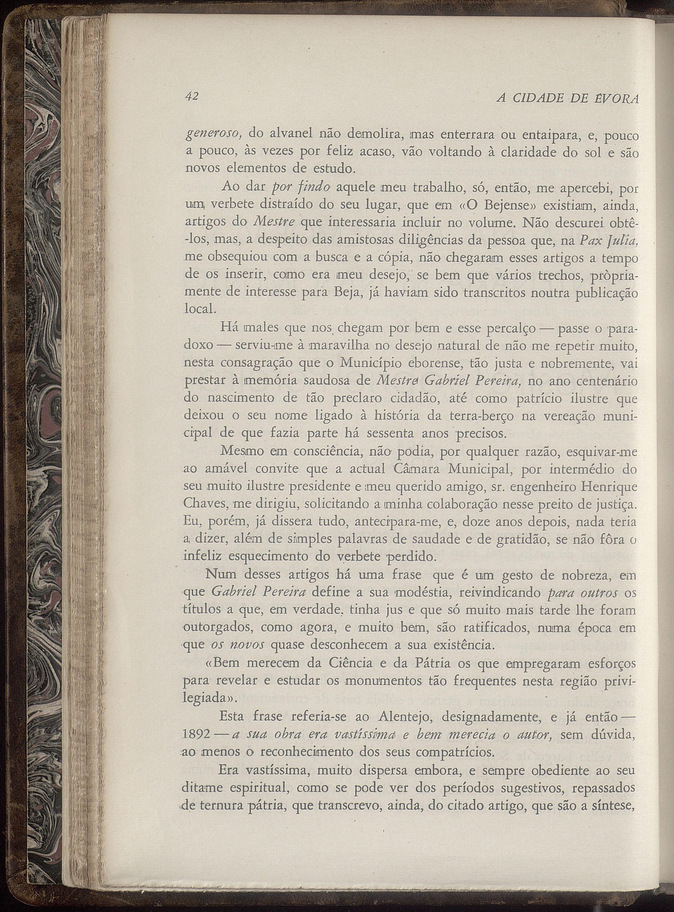 42
A CIDADE DE ÉVORA
generoso, do alvanel não demolira, mas enterrara ou entaipara, e, pouco
a pouco, às vezes por feliz acaso, vão voltando à claridade do sol e são
novos elementos de estudo.
Ao dar por findo aquele meu trabalho, só, então, me apercebi, por
um verbete distraído do seu lugar, que em «O Bejense» existiam, ainda,
artigos do Mestre que interessaria incluir no volume. Não descurei obtê-
-los, mas, a despeito das amistosas diligências da pessoa que, na Pax Julia,
me obsequiou com a busca e a cópia, não chegaram esses artigos a tempo
de os inserir, como era meu desejo, se bem que vários trechos, pròpria-
mente de interesse para Beja, já haviam sido transcritos noutra publicação
local.
Há males que nos chegam por bem e esse percalço — passe o para-
doxo — serviu-me à maravilha no desejo natural de não me repetir muito,
nesta consagração que o Município eborense, tão justa e nobremente, vai
prestar à memória saudosa de Mestre Gabriel Pereira, no ano centenário
do nascimento de tão preclaro cidadão, até como patrício ilustre que
deixou o seu nome ligado à história da terra-berço na vereação muni-
cipal de que fazia parte há sessenta anos precisos.
Mesmo em consciência, não podia, por qualquer razão, esquivar-me
ao amável convite que a actual Câmara Municipal, por intermédio do
seu muito ilustre presidente e meu querido amigo, sr. engenheiro Henrique
Chaves, me dirigiu, solicitando a minha colaboração nesse preito de justiça.
Eu, porém, já dissera tudo, antecipara-me, e, doze anos depois, nada teria
a dizer, além de simples palavras de saudade e de gratidão, se não fôra o
infeliz esquecimento do verbete perdido.
Num desses artigos há uma frase que é um gesto de nobreza, em
que Gabriel Pereira define a sua modéstia, reivindicando para outros os
títulos a que, em verdade, tinha jus e que só muito mais tarde lhe foram
outorgados, como agora, e muito bem, são ratificados, numa época em
que os novos quase desconhecem a sua existência.
«Bem merecem da Ciência e da Pátria os que empregaram esforços
para revelar e estudar os monumentos tão frequentes nesta região privi-
legiada».
Esta frase referia-se ao Alentejo, designadamente, e já então —
1892 — a sua obra era vastíssima e bem merecia o autor, sem dúvida,
ao menos o reconhecimento dos seus compatrícios.
Era vastíssima, muito dispersa embora, e sempre obediente ao seu
ditame espiritual, como se pode ver dos períodos sugestivos, repassados
de ternura pátria, que transcrevo, ainda, do citado artigo, que são a síntese,